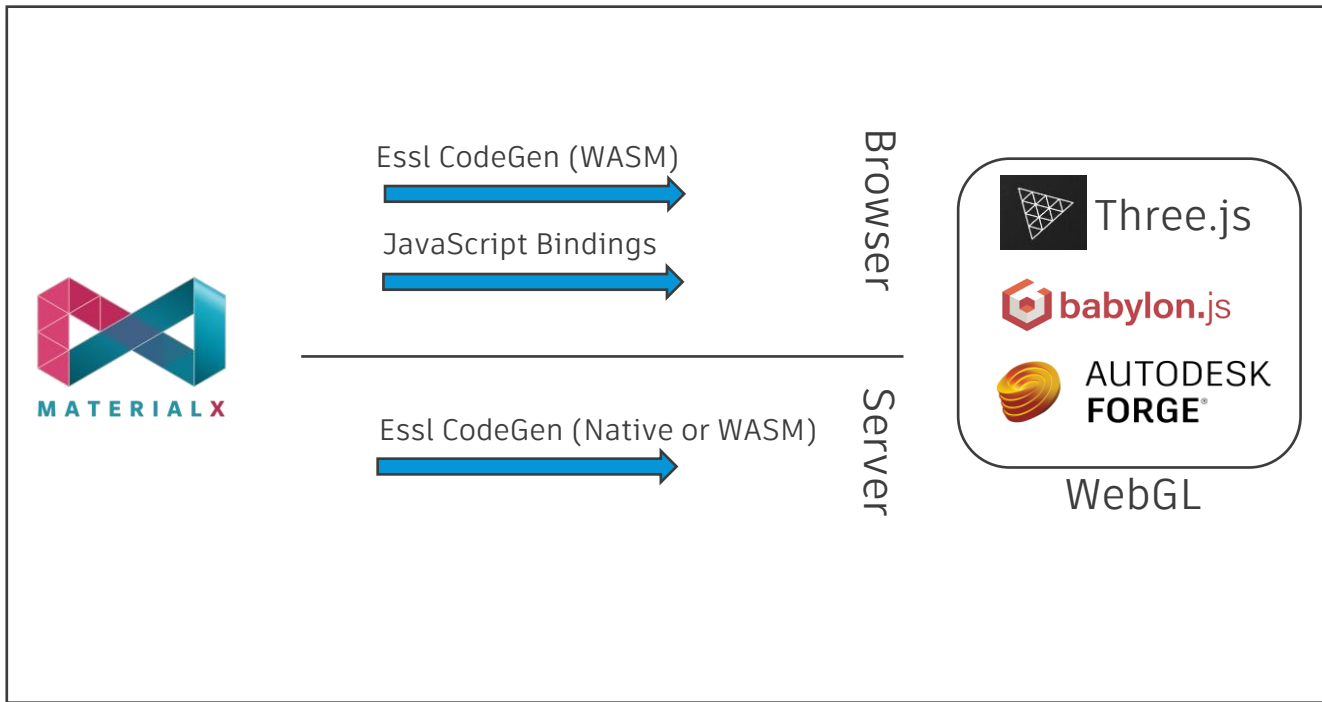 Essl CodeGen (WASM)
JavaScript Bindings
Browser
MATERIALX
Essl CodeGen (Native or WASM)
Server
Three.js
babylon.js
AUTODESK
FORGE®
WebGL